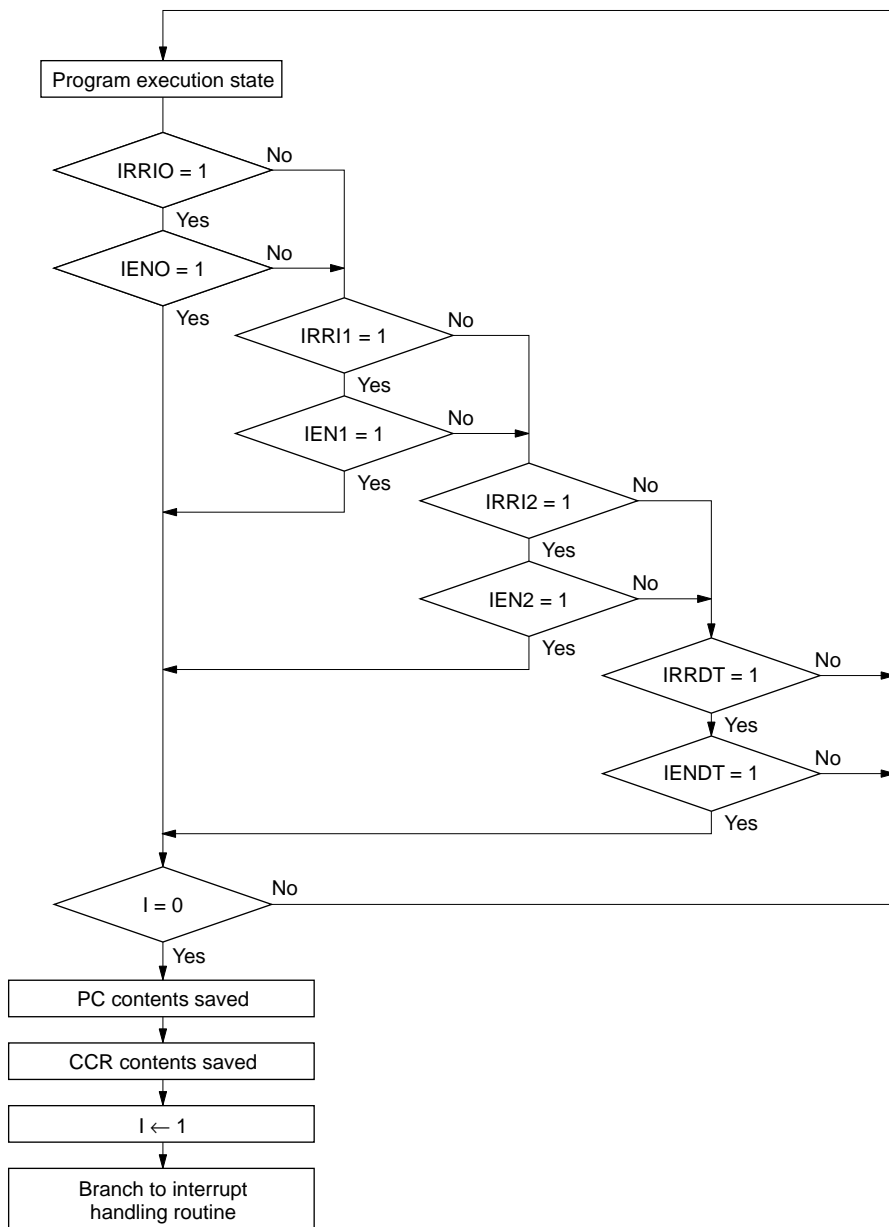 Program execution state
IRRIO = 1
No
Yes
IENO = 1
No
Yes
IRRI1 = 1
No
Yes
IEN1 = 1
No
Yes
IRRI2 = 1
No
Yes
IEN2 = 1
No
Yes
IRRDT = 1
No
Yes
IENDT = 1
No
Yes
I = 0
No
Yes
PC contents saved
CCR contents saved
I ← 1
Branch to interrupt
handling routine